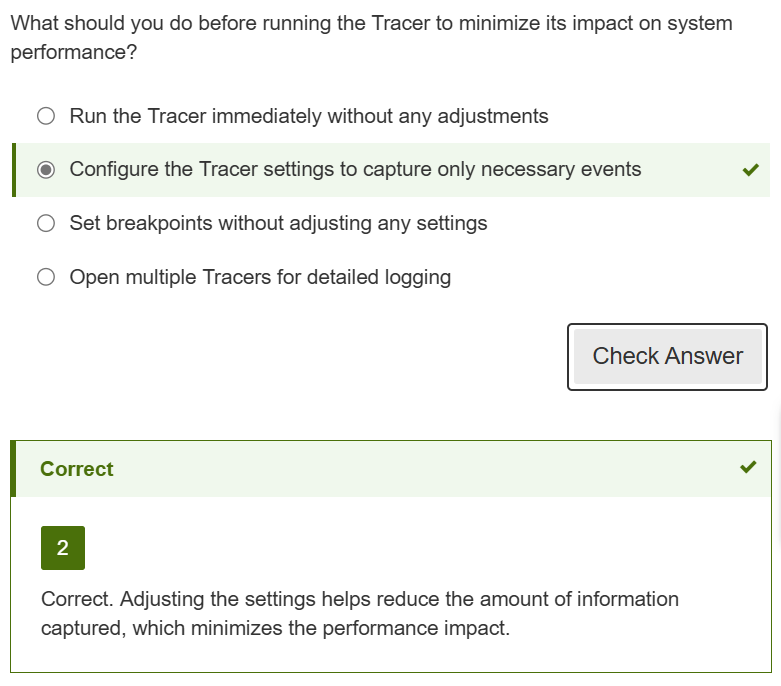 What should you do before running the Tracer to minimize its impact on system
performance?
Run the Tracer immediately without any adjustments
Configure the Tracer settings to capture only necessary events
Set breakpoints without adjusting any settings
Open multiple Tracers for detailed logging
Check Answer
Correct
2
Correct. Adjusting the settings helps reduce the amount of information
captured, which minimizes the performance impact.